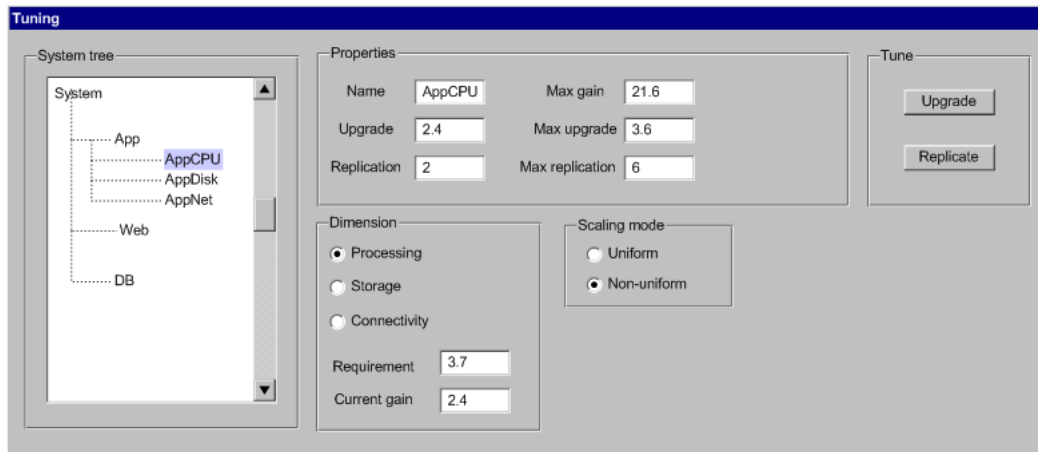 Tuning
System tree
System
App
AppCPU
AppDisk
AppNet
Web
DB
Properties
Name AppCPU Max gain 21.6
Upgrade 2.4 Max upgrade 3.6
Replication 2 Max replication 6
Tune
Upgrade
Replicate
Dimension
Processing
Storage
Connectivity
Requirement 3.7
Current gain 2.4
Scaling mode
Uniform
Non-uniform